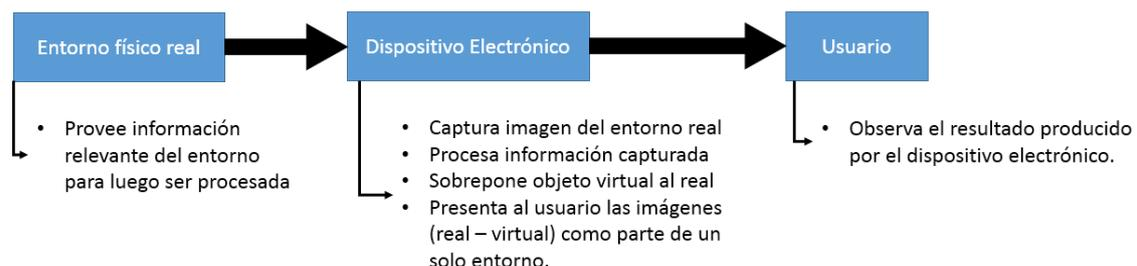 Entorno físico real
Dispositivo Electrónico
Usuario
• Provee información
relevante del entorno
para luego ser procesada
• Captura imagen del entorno real
• Procesa información capturada
• Sobrepone objeto virtual al real
• Presenta al usuario las imágenes
(real – virtual) como parte de un
solo entorno.
• Observa el resultado producido
por el dispositivo electrónico.